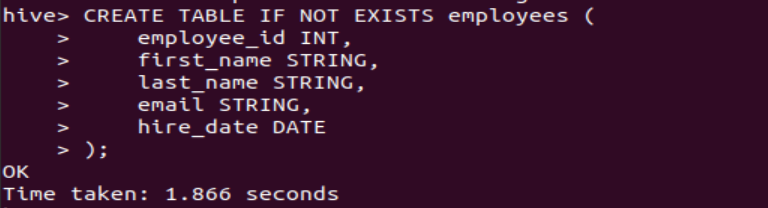 hive> CREATE TABLE IF NOT EXISTS employees (
    >     employee_id INT,
    >     first_name STRING,
    >     last_name STRING,
    >     email STRING,
    >     hire_date DATE
    > );
OK
Time taken: 1.866 seconds